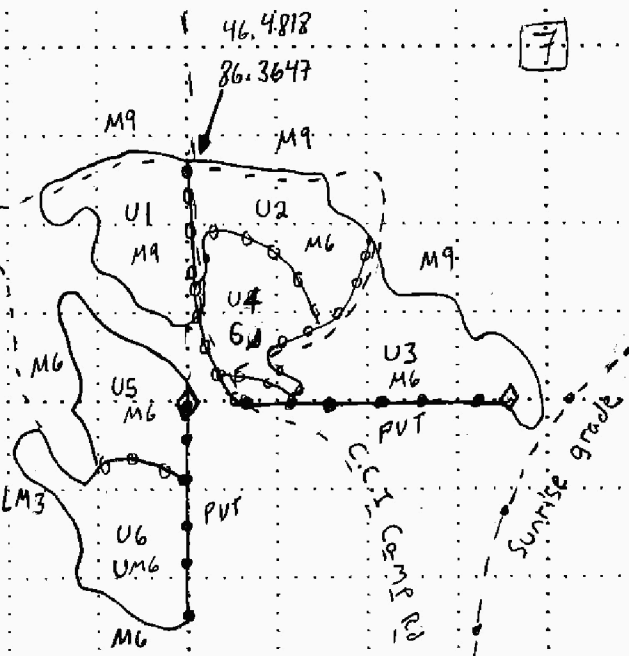 46.4818
86.3647
7
M9
M9
U1
U2
M6
M9
M9
U4
6
U3
M6
M6
U5
M6
PVT
LM3
PVT
U6
UM6
M6
C.C.I Camp Rd
Sunrise grade